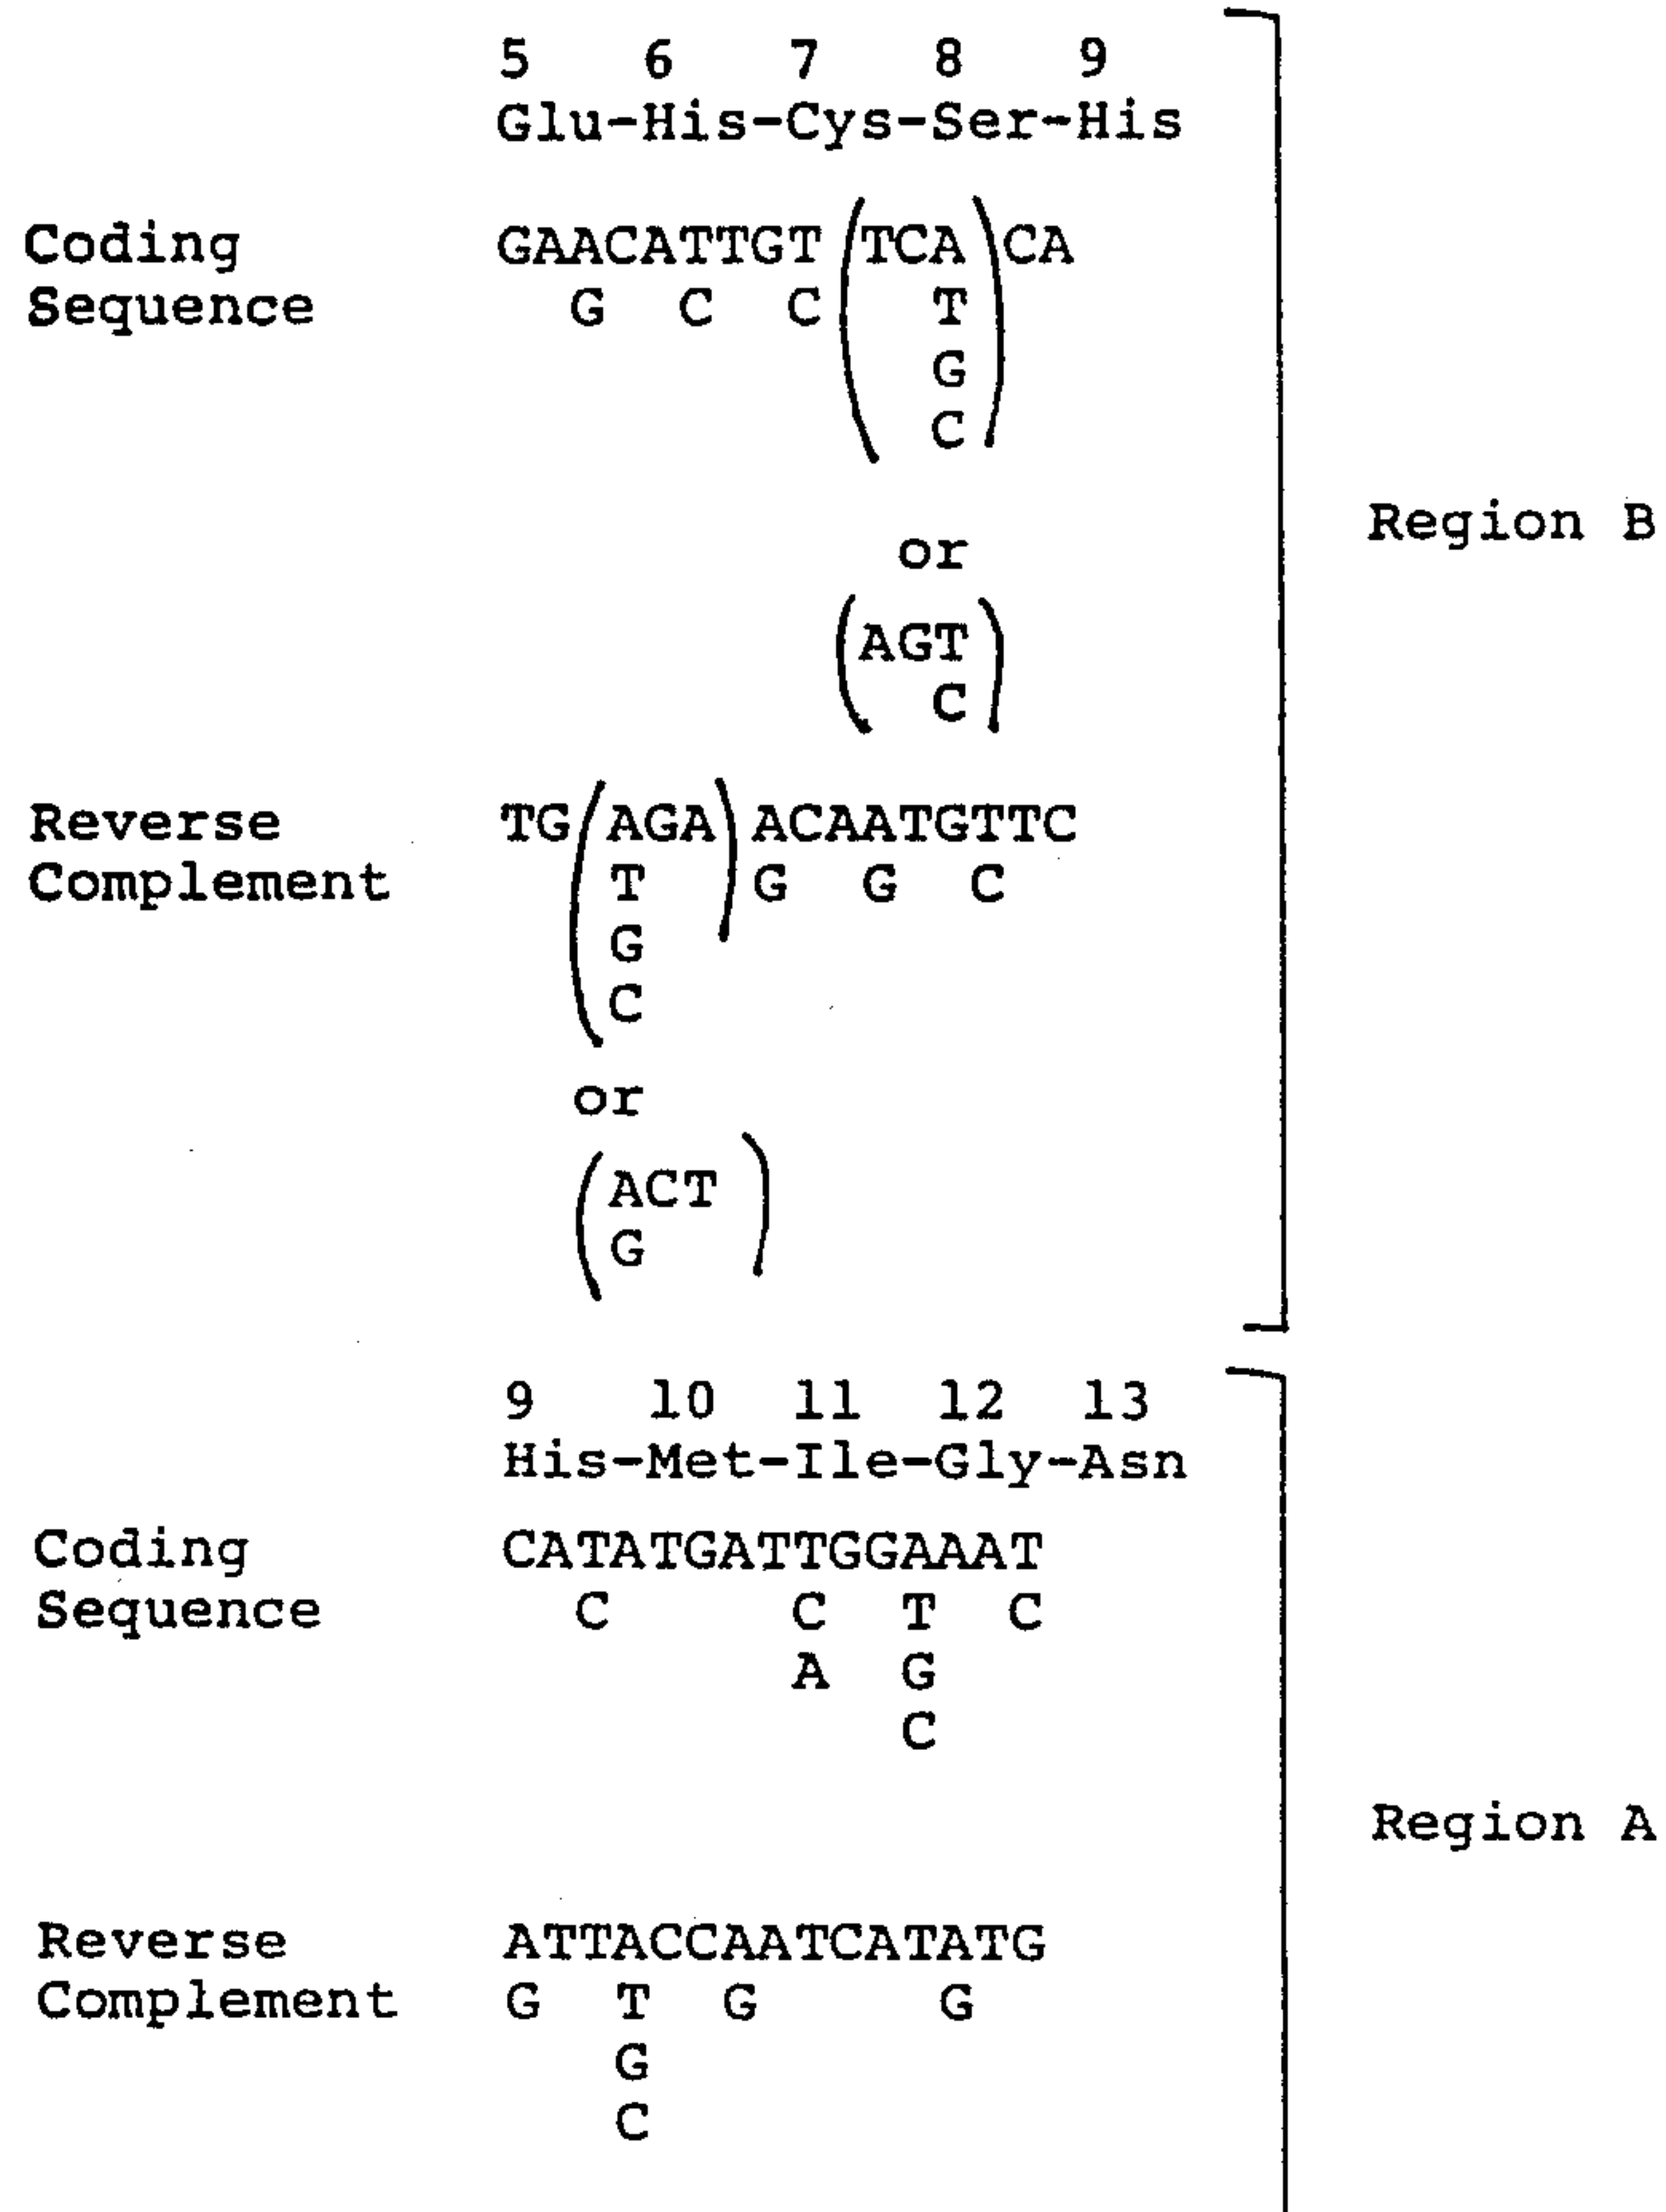 5 6 7 8 9
Glu-His-Cys-Ser-His
Coding GAACATTGT (TCA) CA
Sequence G C C T
G
C
Region B
or
(AGT)
C
Reverse TG (AGA) ACAATGTTC
Complement T G G C
G
C
or
(ACT)
G
9 10 11 12 13
His-Met-Ile-Gly-Asn
Coding CATATGATTGGAAAT
Sequence C C T C
A G
C
Region A
Reverse ATTACCAATCATATG
Complement G T G G
G
C